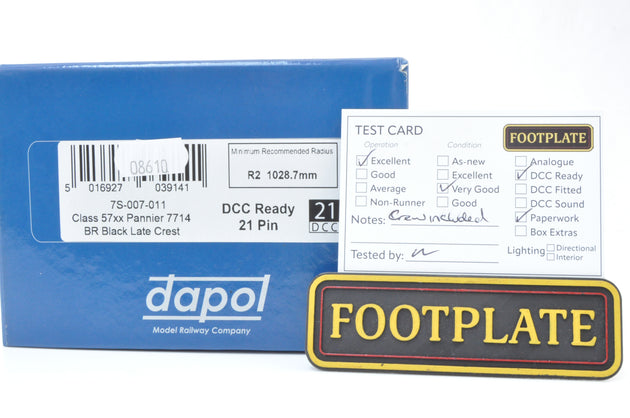 08610
5 016927 039141
7S-007-011
Class 57xx Pannier 7714
BR Black Late Crest
Minimum Recommended Radius
R2 1028.7mm
DCC Ready
21 Pin
21
DCC
dapol
Model Railway Company
TEST CARD
FOOTPLATE
Operation
Excellent
Good
Average
Non-Runner
Condition
As-new
Excellent
Very Good
Good
Analogue
DCC Ready
DCC Fitted
DCC Sound
Paperwork
Box Extras
Notes: Crew included
Tested by:
Lighting
Directional
Interior
FOOTPLATE